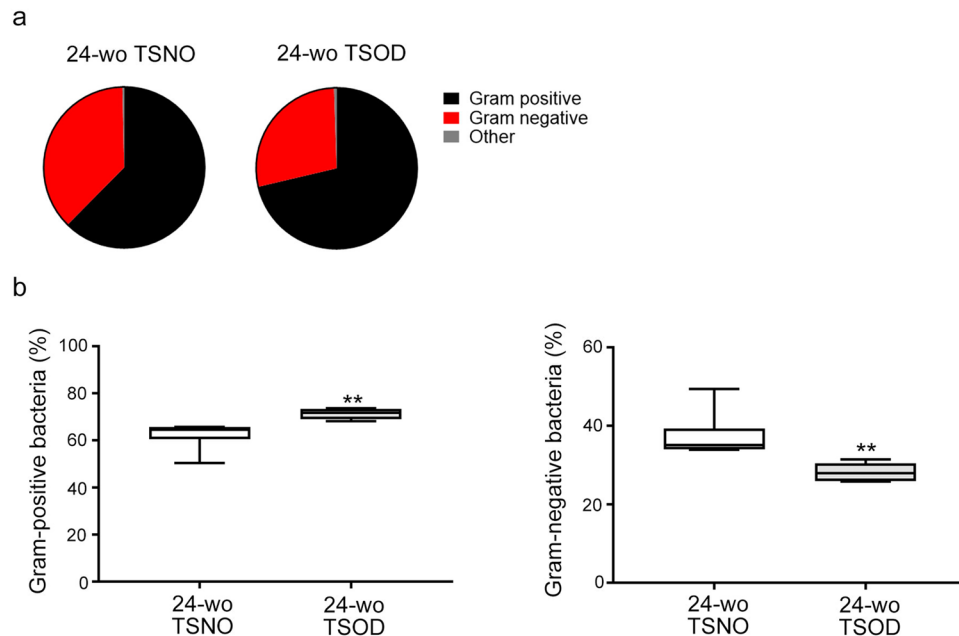 a
24-wo TSNO
24-wo TSOD
Gram positive
Gram negative
Other
b
Gram-positive bacteria (%)
100
80
60
40
20
0
**
24-wo
TSNO
24-wo
TSOD
Gram-negative bacteria (%)
60
40
20
0
**
24-wo
TSNO
24-wo
TSOD